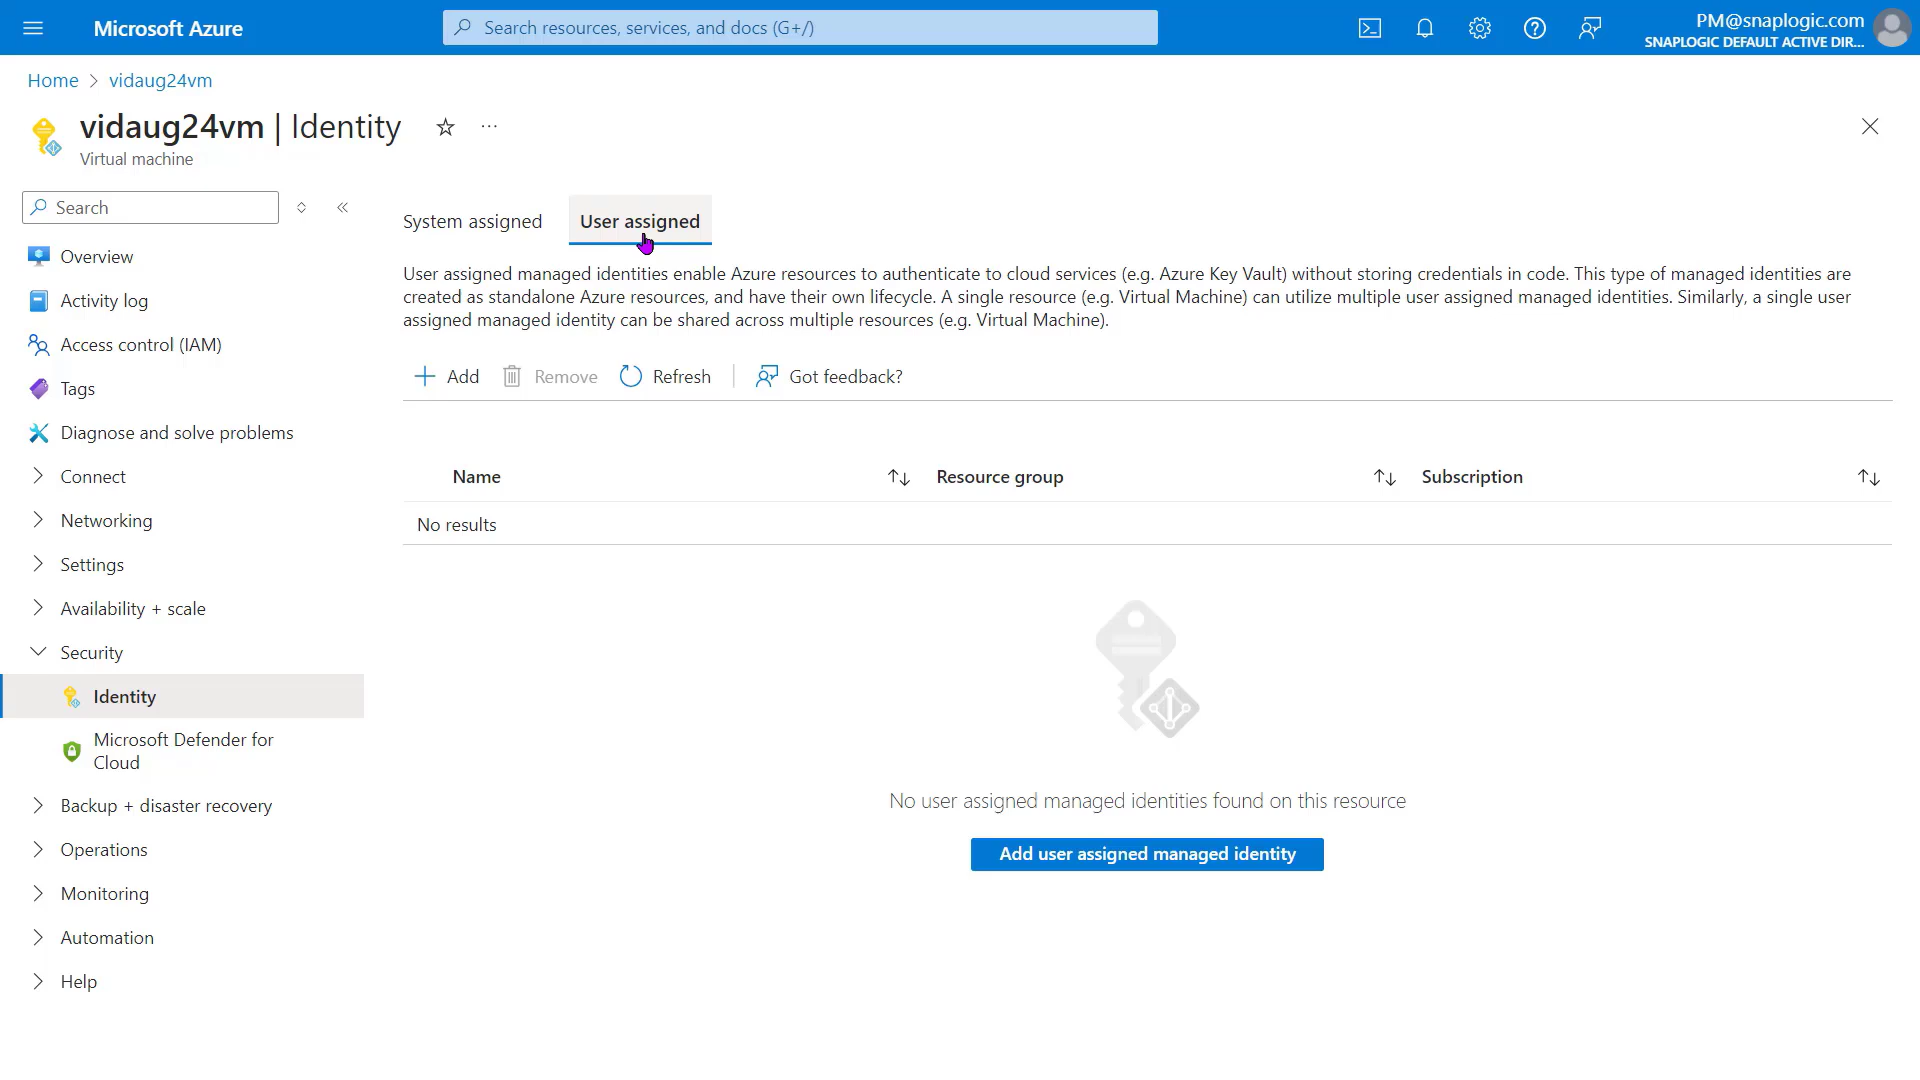 Microsoft Azure
Search resources, services, and docs (G+/)
PM@snaplogic.com
SNAPLOGIC DEFAULT ACTIVE DIR...
Home > vidaug24vm
vidaug24vm | Identity
Virtual machine
Search
Overview
Activity log
Access control (IAM)
Tags
Diagnose and solve problems
Connect
Networking
Settings
Availability + scale
Security
Identity
Microsoft Defender for
Cloud
Backup + disaster recovery
Operations
Monitoring
Automation
Help
System assigned
User assigned
User assigned managed identities enable Azure resources to authenticate to cloud services (e.g. Azure Key Vault) without storing credentials in code. This type of managed identities are
created as standalone Azure resources, and have their own lifecycle. A single resource (e.g. Virtual Machine) can utilize multiple user assigned managed identities. Similarly, a single user
assigned managed identity can be shared across multiple resources (e.g. Virtual Machine).
Add Remove Refresh Got feedback?
Name Resource group Subscription
No results
No user assigned managed identities found on this resource
Add user assigned managed identity